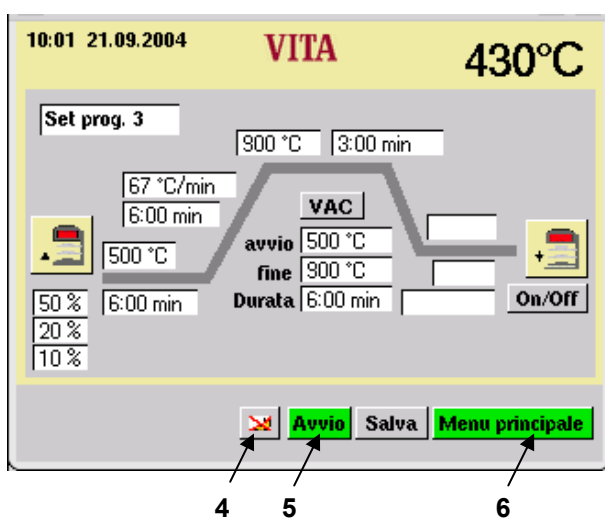 10:01 21.09.2004
VITA
430°C
Set prog. 3
900 °C 3:00 min
67 °C/min
6:00 min
VAC
500 °C
avvio 500 °C
fine 900 °C
50 % 6:00 min
Durata 6:00 min
On/Off
20 %
10 %
Avvio Salva Menu principale
4 5 6